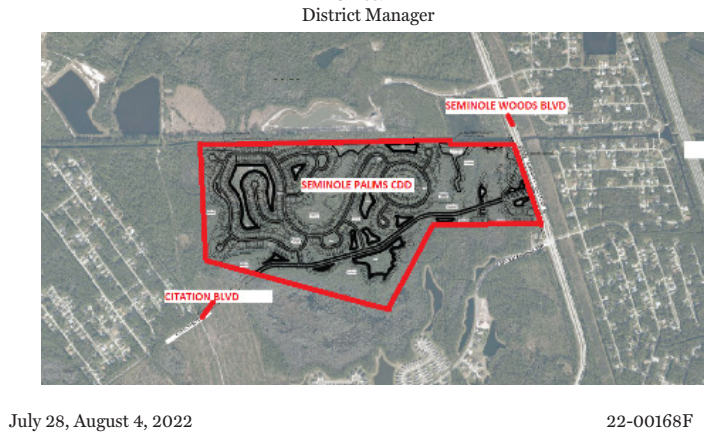 District Manager
SEMINOLE WOODS BLVD
SEMINOLE PALMS CDD
CITATION BLVD
July 28, August 4, 2022
22-00168F